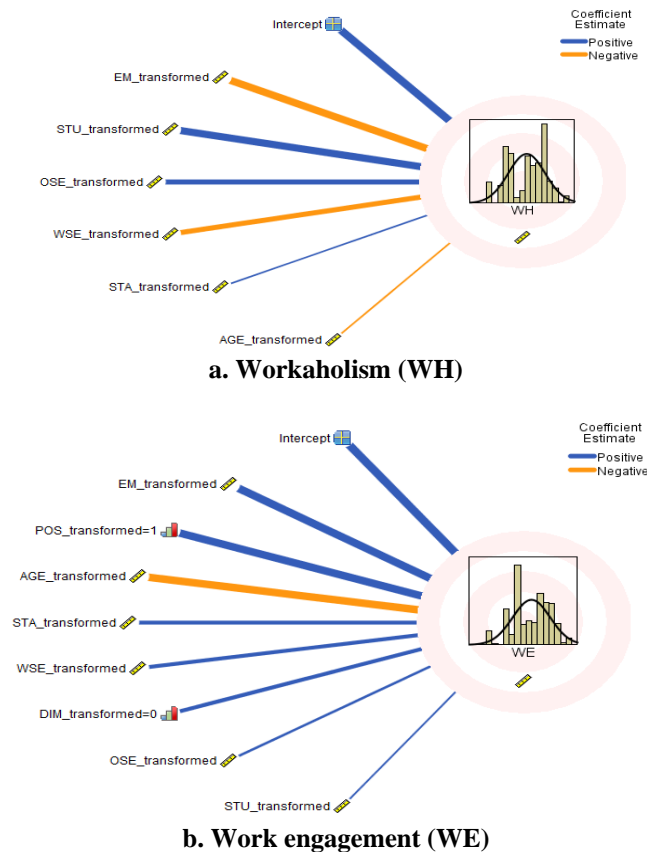 Coefficient
Estimate
Positive
Negative
Intercept
EM_transformed
STU_transformed
OSE_transformed
WSE_transformed
STA_transformed
AGE_transformed
WH
a. Workaholism (WH)
Coefficient
Estimate
Positive
Negative
Intercept
EM_transformed
POS_transformed=1
AGE_transformed
STA_transformed
WSE_transformed
DIM_transformed=0
OSE_transformed
STU_transformed
WE
b. Work engagement (WE)